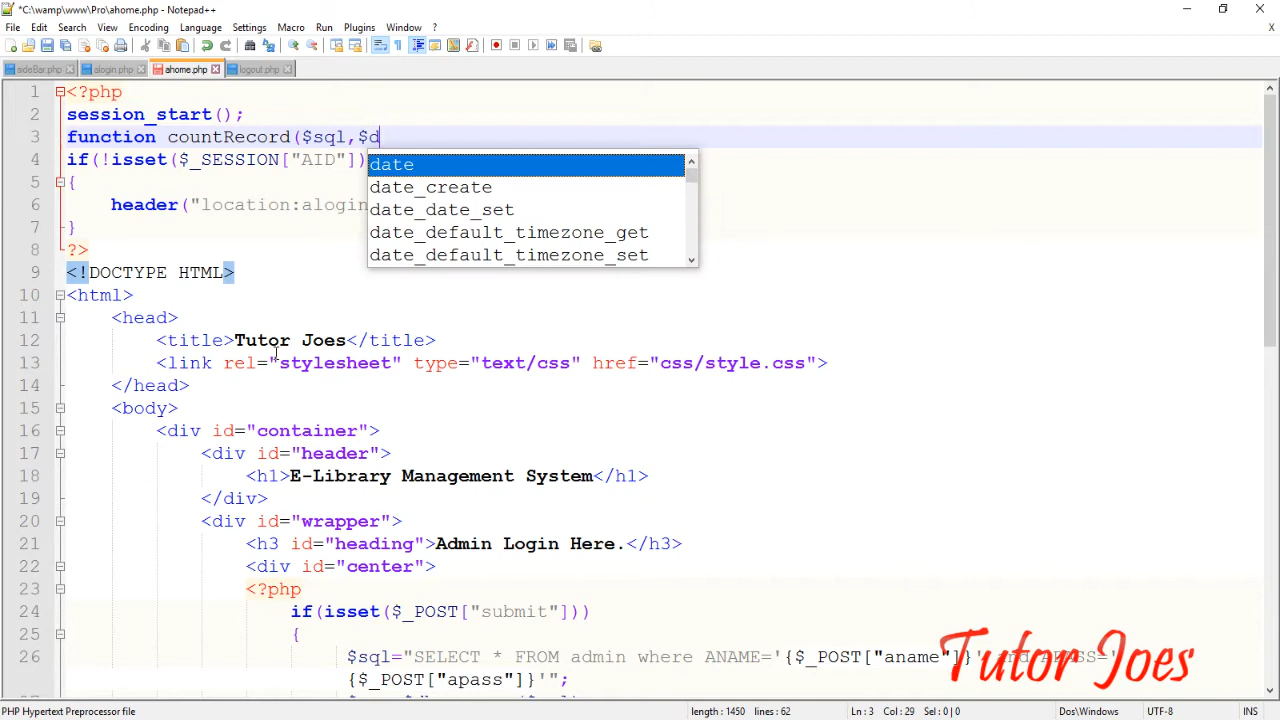 *C:\wamp\www\Pro\ahome.php - Notepad++
File Edit Search View Encoding Language Settings Macro Run Plugins Window ?
X
sideBar.php alogin.php ahome.php logout.php
1 <?php
2 session_start();
3 function countRecord($sql,$d
4 if(!isset($_SESSION["AID"])
5 {
6 header("location:alogin
7 }
8 ?>
9 <!DOCTYPE HTML>
10 <html>
11 <head>
12 <title>Tutor Joes</title>
13 <link rel="stylesheet" type="text/css" href="css/style.css">
14 </head>
15 <body>
16 <div id="container">
17 <div id="header">
18 <h1>E-Library Management System</h1>
19 </div>
20 <div id="wrapper">
21 <h3 id="heading">Admin Login Here.</h3>
22 <div id="center">
23 <?php
24 if(isset($_POST["submit"]))
25 {
26 $sql="SELECT * FROM admin where ANAME='{$_POST["aname"]}' and APASS='
{$_POST["apass"]}'";
date
date_create
date_date_set
date_default_timezone_get
date_default_timezone_set
Tutor Joes
PHP Hypertext Preprocessor file length : 1450 lines : 62 Ln : 3 Col : 29 Sel : 0 | 0 Dos\Windows UTF-8 INS